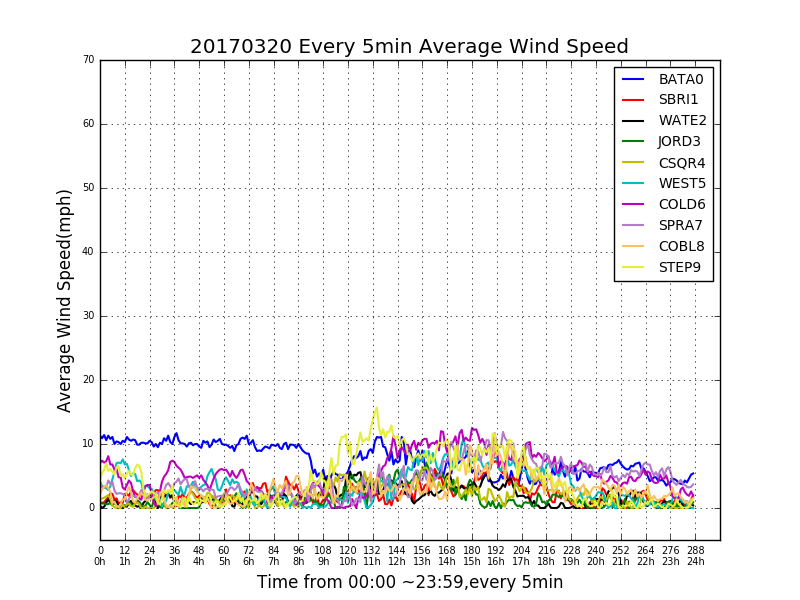 20170320 Every 5min Average Wind Speed
70
60
50
40
30
20
10
0
Average Wind Speed(mph)
BATA0
SBRI1
WATE2
JORD3
CSQR4
WEST5
COLD6
SPRA7
COBL8
STEP9
0 12 24 36 48 60 72 84 96 108 120 132 144 156 168 180 192 204 216 228 240 252 264 276 288
0h 1h 2h 3h 4h 5h 6h 7h 8h 9h 10h 11h 12h 13h 14h 15h 16h 17h 18h 19h 20h 21h 22h 23h 24h
Time from 00:00 ~23:59,every 5min